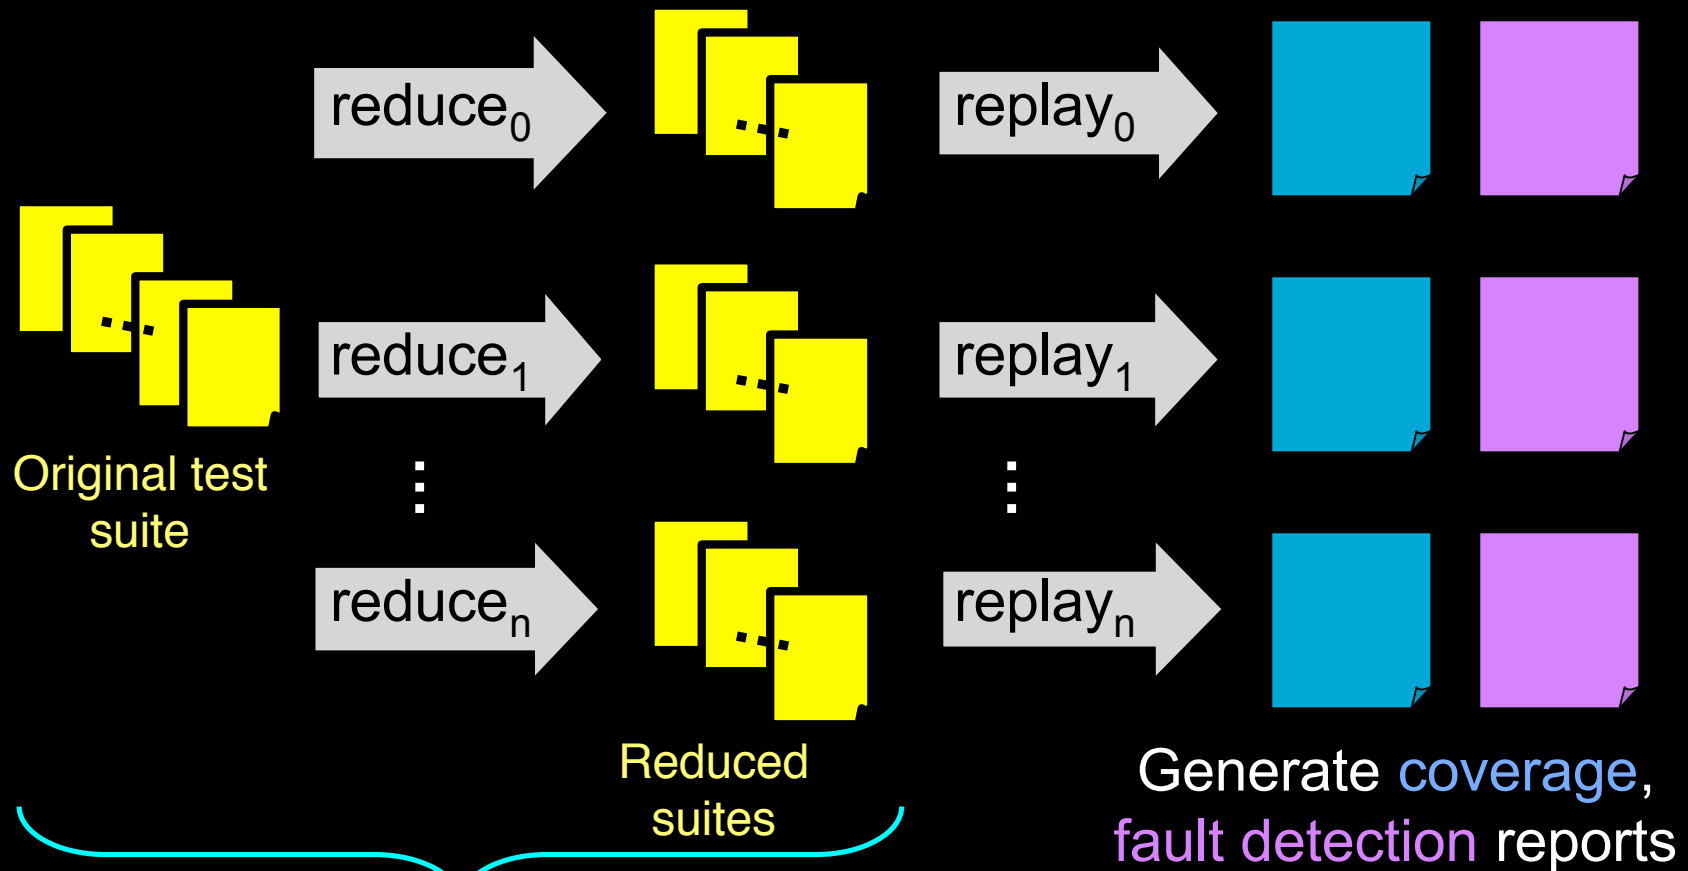 reduce0
replay0
reduce1
replay1
Original test
suite
reducen
replayn
Reduced
suites
Generate coverage,
fault detection reports